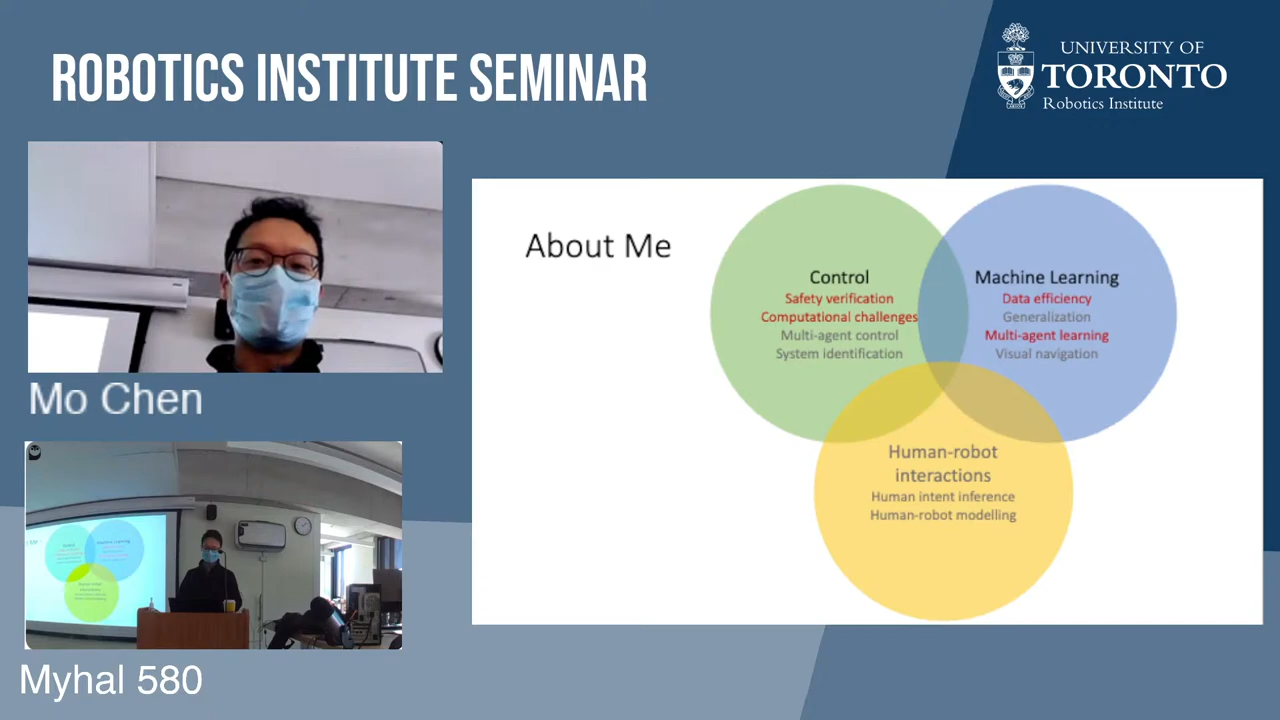 ROBOTICS INSTITUTE SEMINAR
UNIVERSITY OF
TORONTO
Robotics Institute
Mo Chen
Myhal 580
About Me
Control
Safety verification
Computational challenges
Multi-agent control
System identification
Machine Learning
Data efficiency
Generalization
Multi-agent learning
Visual navigation
Human-robot
interactions
Human intent inference
Human-robot modelling